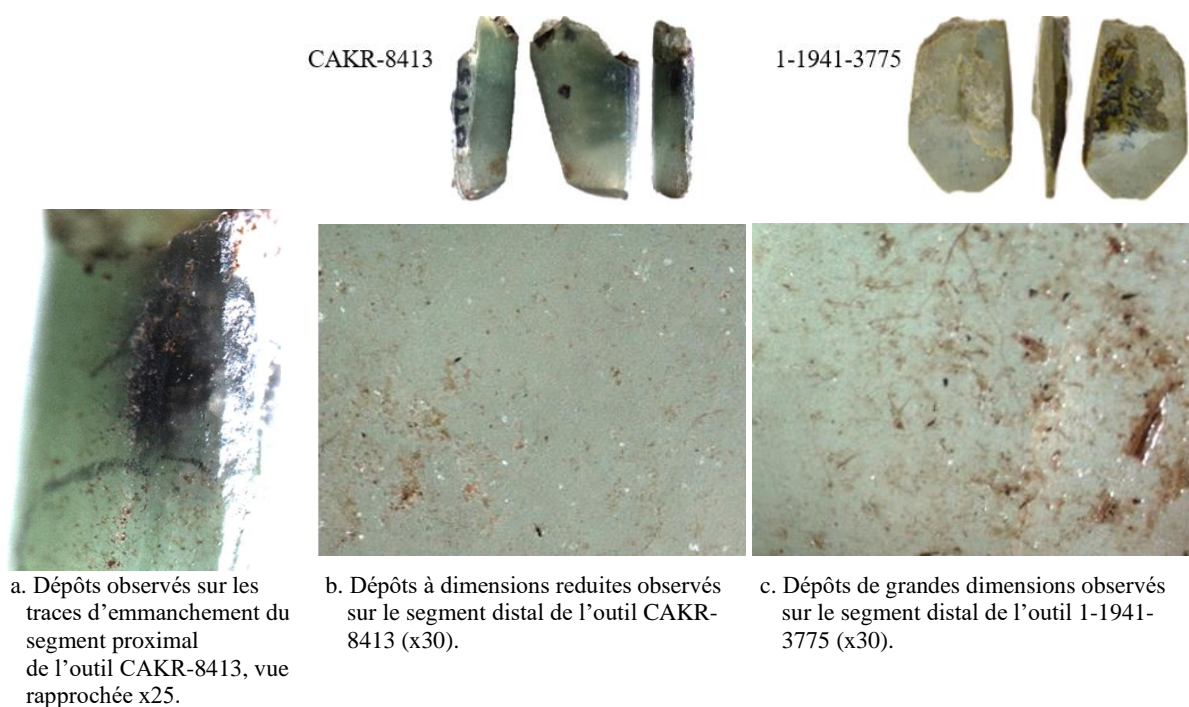 CAKR-8413
1-1941-3775
a. Dépôts observés sur les
traces d’emmanchement du
segment proximal
de l’outil CAKR-8413, vue
rapprochée x25.
b. Dépôts à dimensions reduites observés
sur le segment distal de l’outil CAKR-
8413 (x30).
c. Dépôts de grandes dimensions observés
sur le segment distal de l’outil 1-1941-
3775 (x30).